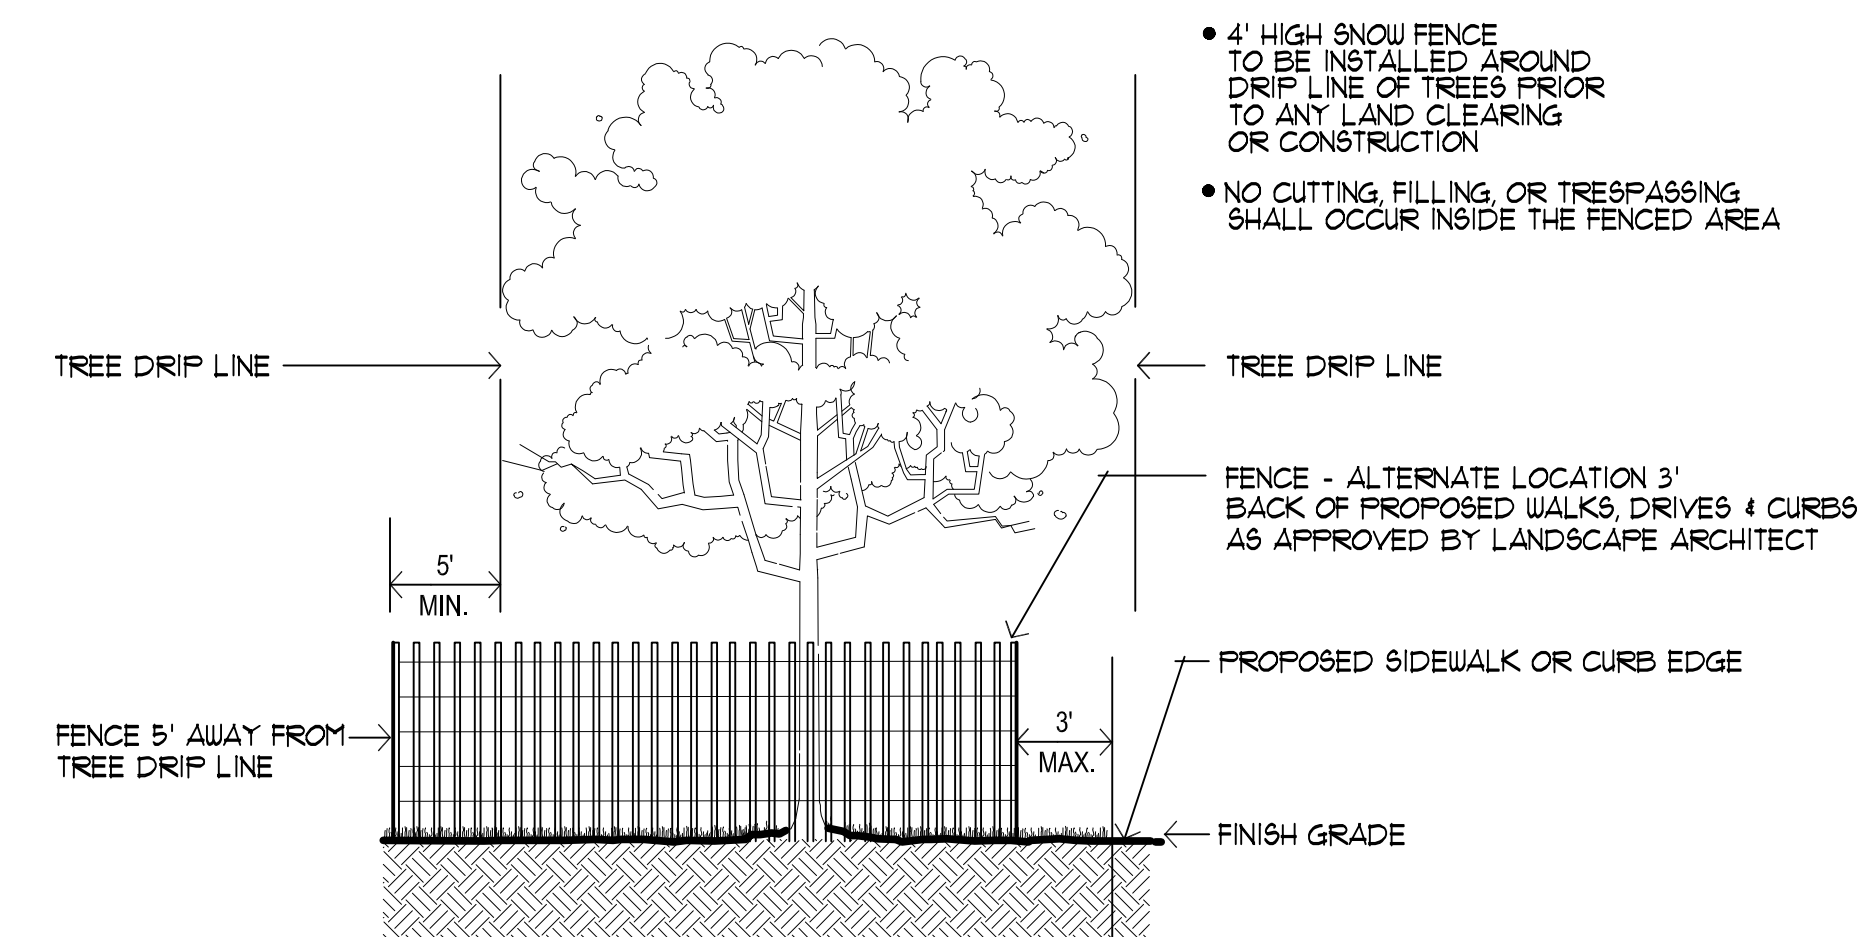 ● 4' HIGH SNOW FENCE
TO BE INSTALLED AROUND
DRIP LINE OF TREES PRIOR
TO ANY LAND CLEARING
OR CONSTRUCTION
● NO CUTTING, FILLING, OR TRESPASSING
SHALL OCCUR INSIDE THE FENCED AREA
TREE DRIP LINE
TREE DRIP LINE
FENCE - ALTERNATE LOCATION 3'
BACK OF PROPOSED WALKS, DRIVES & CURBS
AS APPROVED BY LANDSCAPE ARCHITECT
5'
MIN.
PROPOSED SIDEWALK OR CURB EDGE
FENCE 5' AWAY FROM
TREE DRIP LINE
3'
MAX.
FINISH GRADE